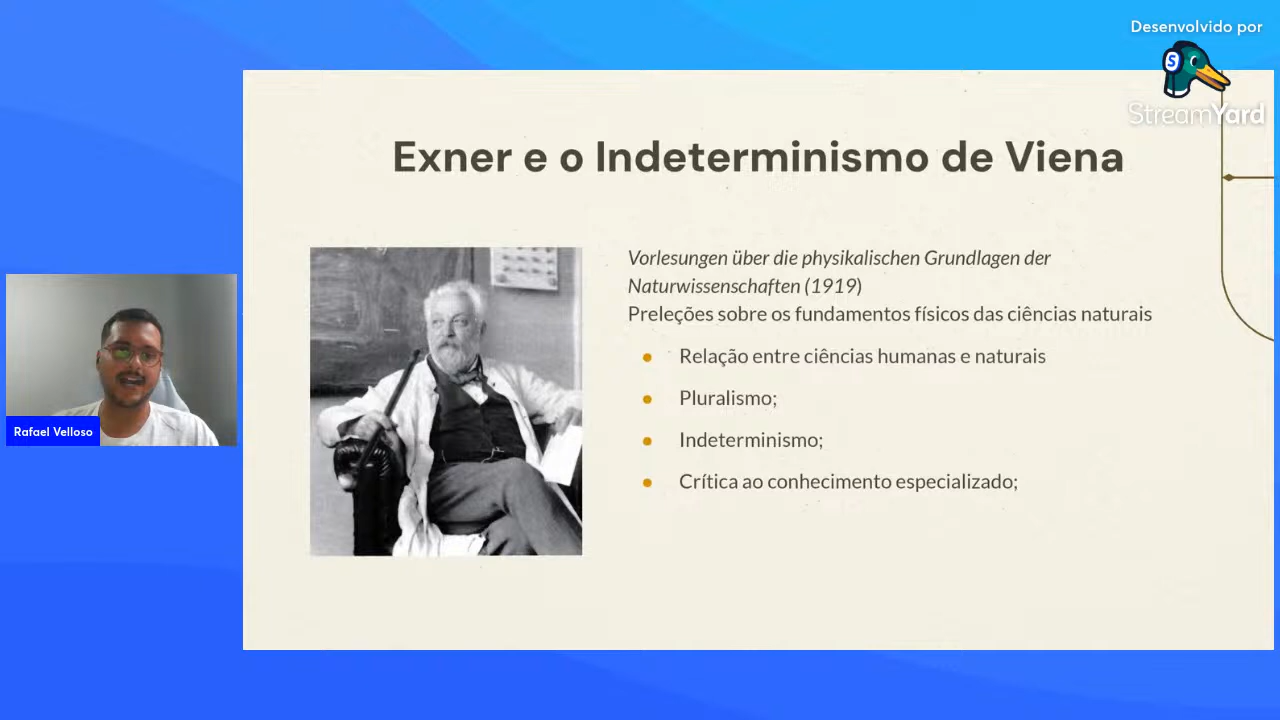 Desenvolvido por
StreamYard
Exner e o Indeterminismo de Viena
Vorlesungen über die physikalischen Grundlagen der
Naturwissenschaften (1919)
Preleções sobre os fundamentos físicos das ciências naturais
Relação entre ciências humanas e naturais
Pluralismo;
Indeterminismo;
Crítica ao conhecimento especializado;
Rafael Velloso